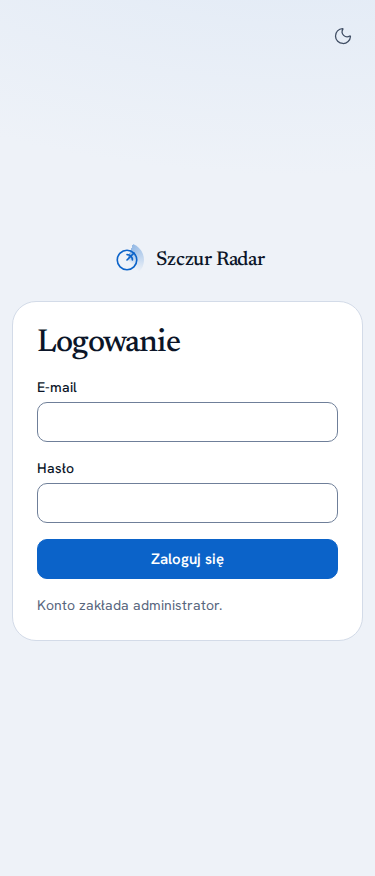 Szczur Radar
Logowanie
E-mail
Hasło
Zaloguj się
Konto zakłada administrator.